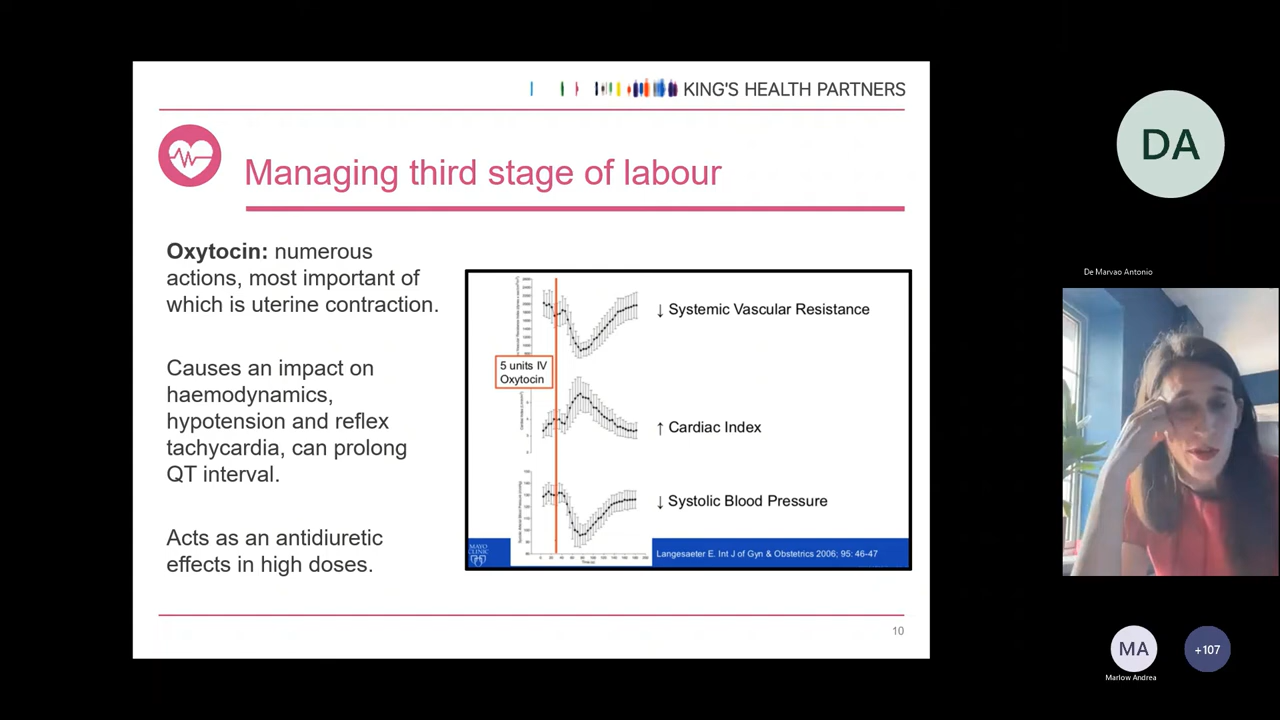 KING'S HEALTH PARTNERS
Managing third stage of labour
Oxytocin: numerous
actions, most important of
which is uterine contraction.
Causes an impact on
haemodynamics,
hypotension and reflex
tachycardia, can prolong
QT interval.
Acts as an antidiuretic
effects in high doses.
↓ Systemic Vascular Resistance
5 units IV
Oxytocin
↑ Cardiac Index
↓ Systolic Blood Pressure
MAYO
CLINIC
Langesaeter E. Int J of Gyn & Obstetrics 2006; 95: 46-47
10
DA
De Marvao Antonio
MA
+107
Marlow Andrea